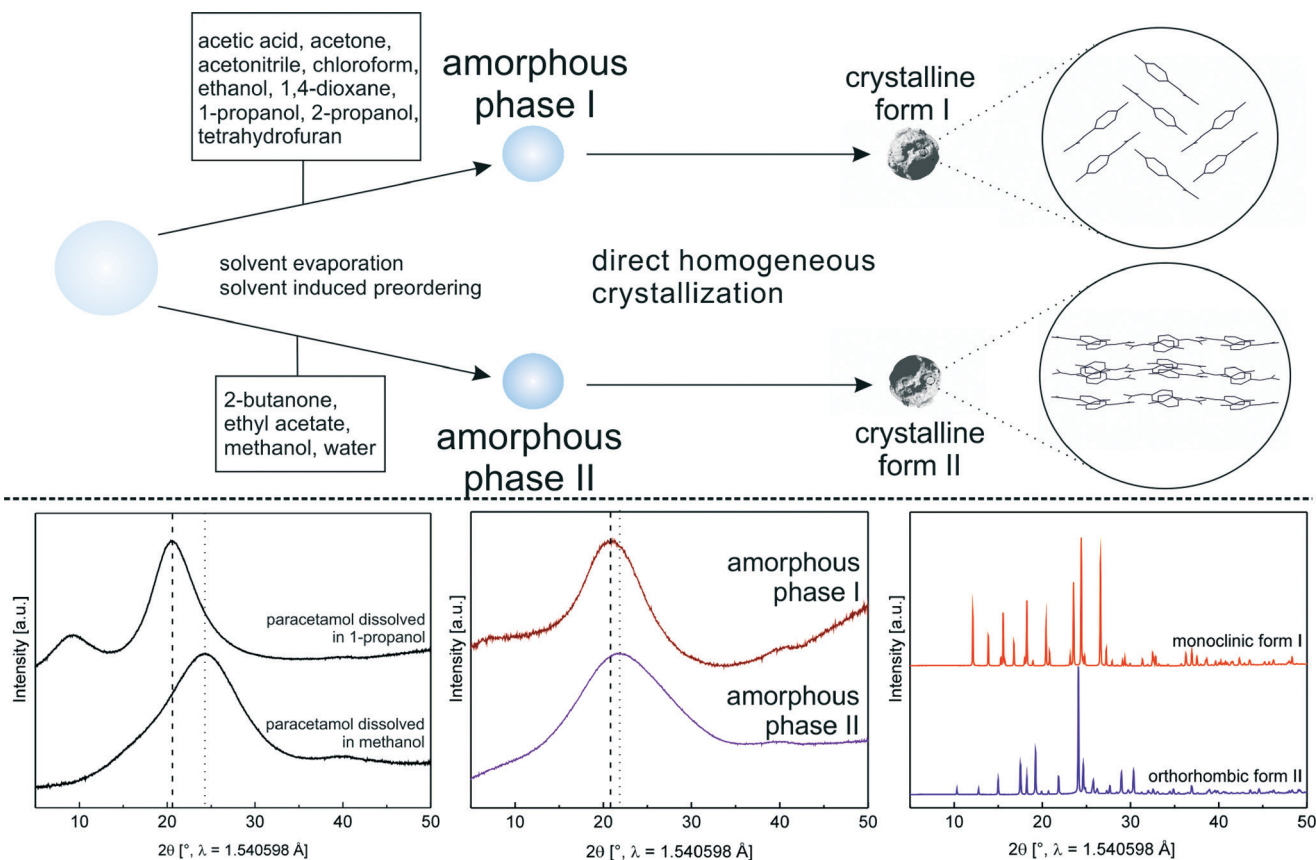 acetic acid, acetone,
acetonitrile, chloroform,
ethanol, 1,4-dioxane,
1-propanol, 2-propanol,
tetrahydrofuran
amorphous
phase I
crystalline
form I
solvent evaporation
solvent induced preordering
direct homogeneous
crystallization
2-butanone,
ethyl acetate,
methanol, water
amorphous
phase II
crystalline
form II
Intensity [a.u.]
paracetamol dissolved
in 1-propanol
paracetamol dissolved
in methanol
10 20 30 40 50
2θ [°, λ = 1.540598 Å]
Intensity [a.u.]
amorphous
phase I
amorphous
phase II
10 20 30 40 50
2θ [°, λ = 1.540598 Å]
Intensity [a.u.]
monoclinic form I
orthorhombic form II
10 20 30 40 50
2θ [°, λ = 1.540598 Å]